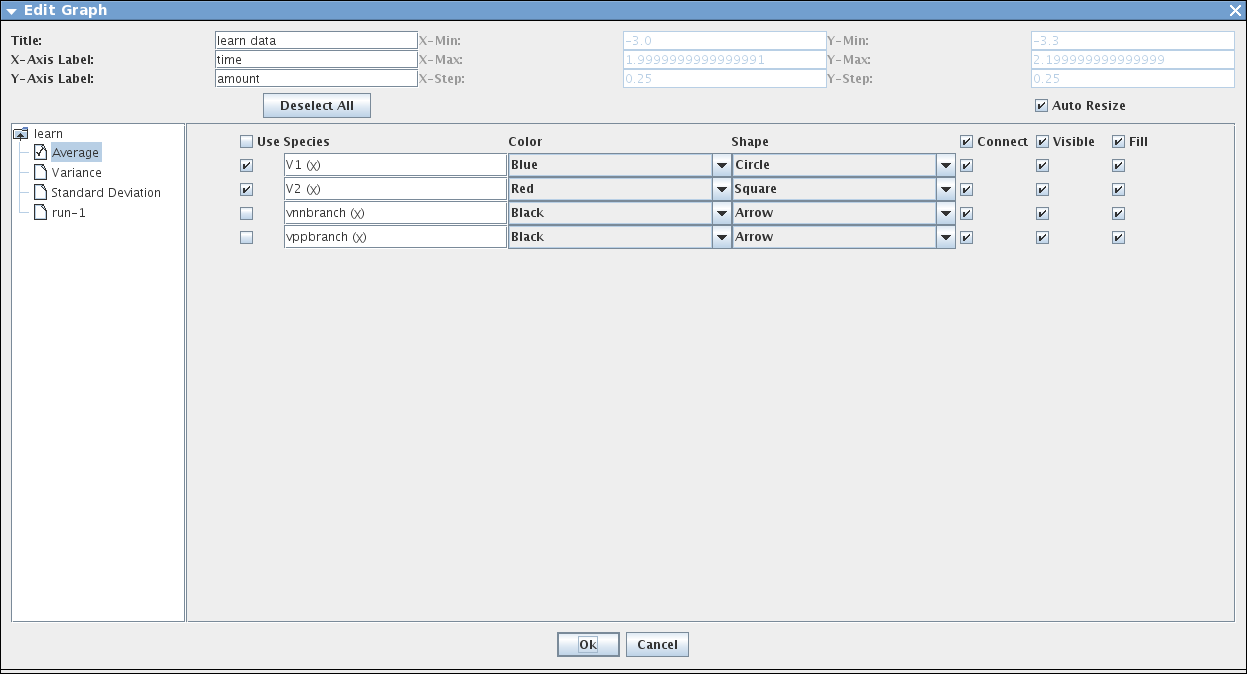 Edit Graph
Title: learn data X-Min: -3.0 Y-Min: -3.3
X-Axis Label: time X-Max: 1.9999999999999991 Y-Max: 2.199999999999999
Y-Axis Label: amount X-Step: 0.25 Y-Step: 0.25
Deselect All Auto Resize
learn
Average
Variance
Standard Deviation
run-1
Use Species Color Shape Connect Visible Fill
V1 (x) Blue Circle
V2 (x) Red Square
vnnbranch (x) Black Arrow
vppbranch (x) Black Arrow
Ok Cancel